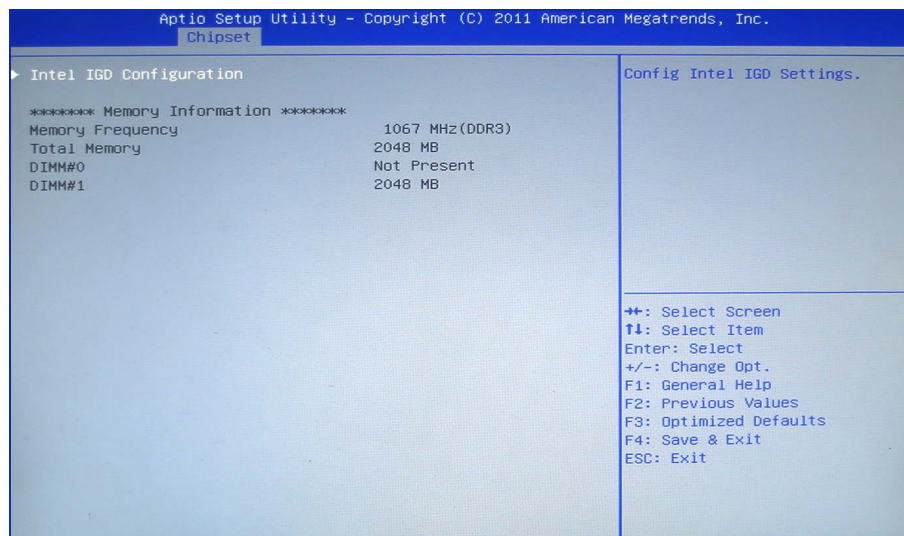 Aptio Setup Utility – Copyright (C) 2011 American Megatrends, Inc.
Chipset
▶ Intel IGD Configuration
Config Intel IGD Settings.
******* Memory Information *******
Memory Frequency 1067 MHz(DDR3)
Total Memory 2048 MB
DIMM#0 Not Present
DIMM#1 2048 MB
→←: Select Screen
↑↓: Select Item
Enter: Select
+/-: Change Opt.
F1: General Help
F2: Previous Values
F3: Optimized Defaults
F4: Save & Exit
ESC: Exit